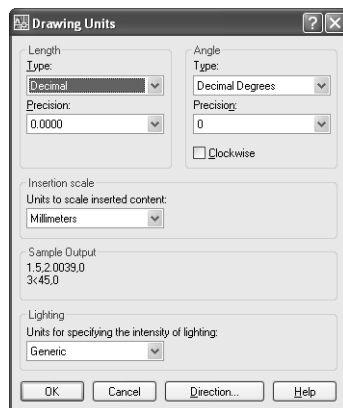 Drawing Units
Length
Type:
Decimal
Precision:
0.0000
Angle
Type:
Decimal Degrees
Precision:
0
Clockwise
Insertion scale
Units to scale inserted content:
Millimeters
Sample Output
1.5,2.0039,0
3<45,0
Lighting
Units for specifying the intensity of lighting:
Generic
OK Cancel Direction... Help